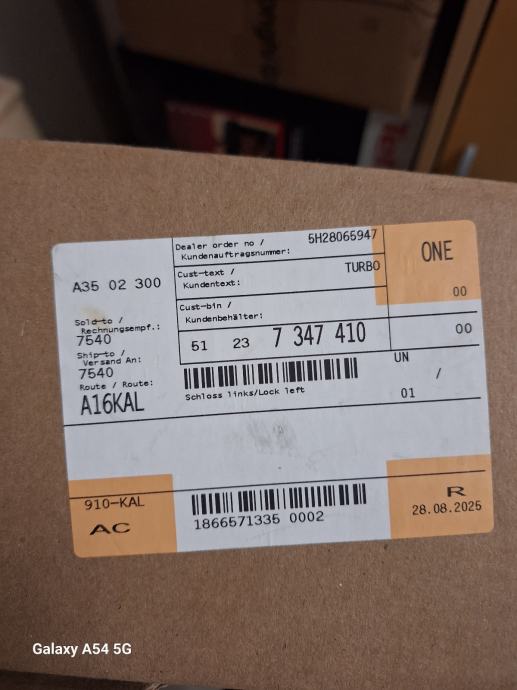 Dealer order no /
Kundenauftragsnummer:
5H28065947
ONE
00
A35 02 300
Cust-text /
Kundentext:
TURBO
Cust-bin /
Kundenbehälter:
Sold-to /
Rechnungsempf.:
7540
Ship-to /
Versand An:
7540
Route / Route:
A16KAL
51 23 7 347 410
00
Schloss links/Lock left
UN
/
01
910-KAL
AC
1866571335 0002
R
28.08.2025
Galaxy A54 5G